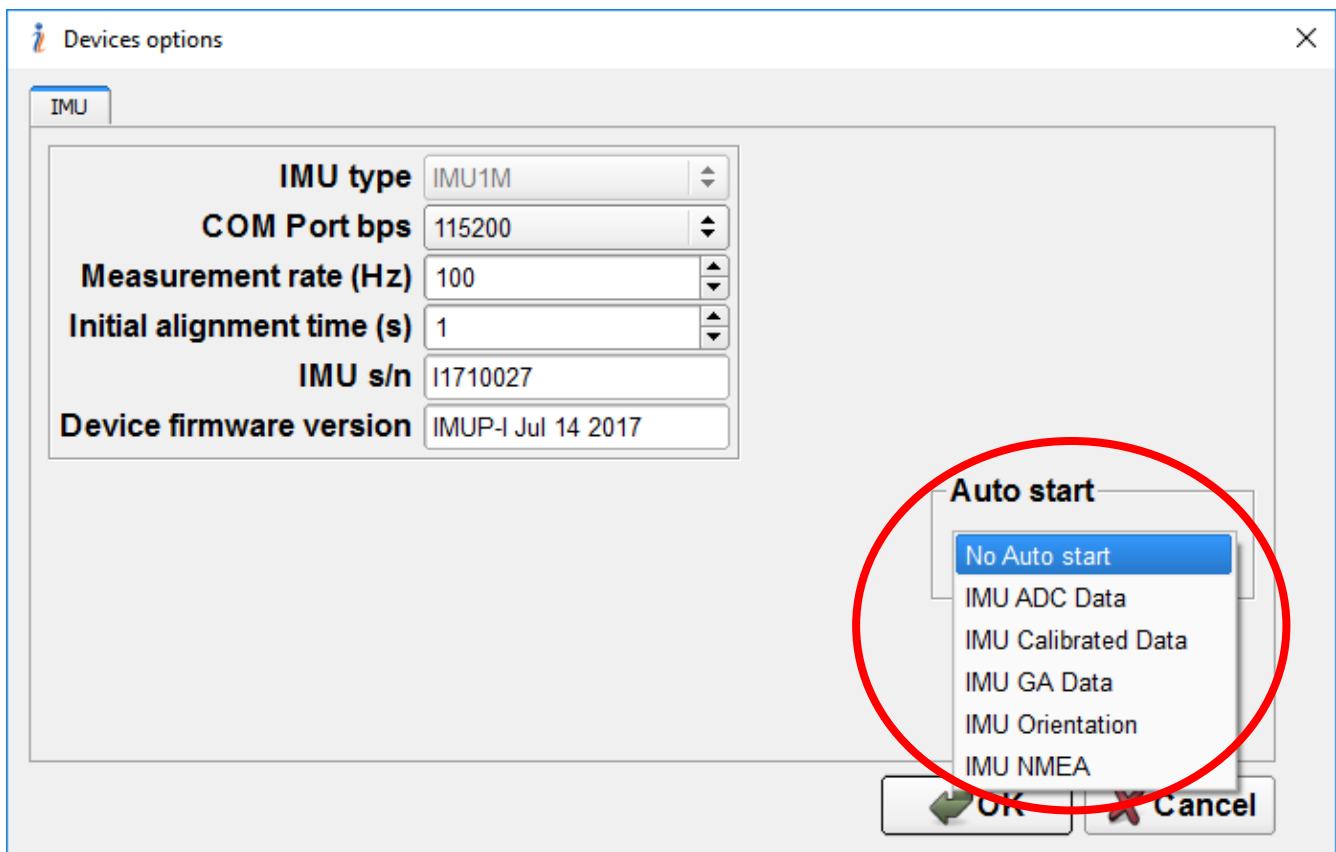 Devices options
IMU
IMU type IMU1M
COM Port bps 115200
Measurement rate (Hz) 100
Initial alignment time (s) 1
IMU s/n I1710027
Device firmware version IMUP-I Jul 14 2017
Auto start
No Auto start
IMU ADC Data
IMU Calibrated Data
IMU GA Data
IMU Orientation
IMU NMEA
OK Cancel